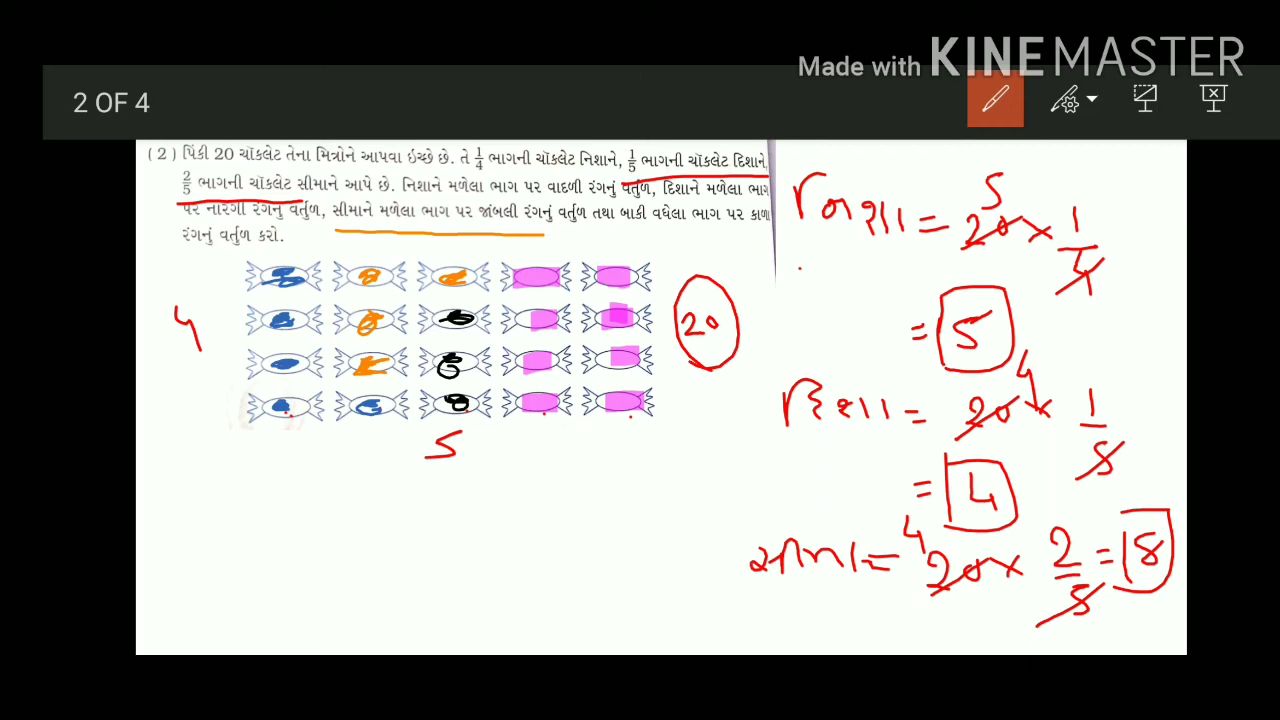 Made with KINEMASTER
2 OF 4
( 2 ) પિંકી 20 ચૉકલેટ તેના મિત્રોને આપવા ઇચ્છે છે. તે 1/4 ભાગની ચૉકલેટ નિશાને, 1/5 ભાગની ચૉકલેટ દિશાને,
2/5 ભાગની ચૉકલેટ સીમાને આપે છે. નિશાને મળેલા ભાગ પર વાદળી રંગનું વર્તુળ, દિશાને મળેલા ભાગ
પર નારંગી રંગનું વર્તુળ, સીમાને મળેલા ભાગ પર જાંબલી રંગનું વર્તુળ તથા બાકી વધેલા ભાગ પર કાળા
રંગનું વર્તુળ કરો.
4
20
5
નિશા = 20 × 1/4
5
= 5
દિશા = 20 × 1/5
4
= 4
સીમા = 20 × 2/5 = 8
4